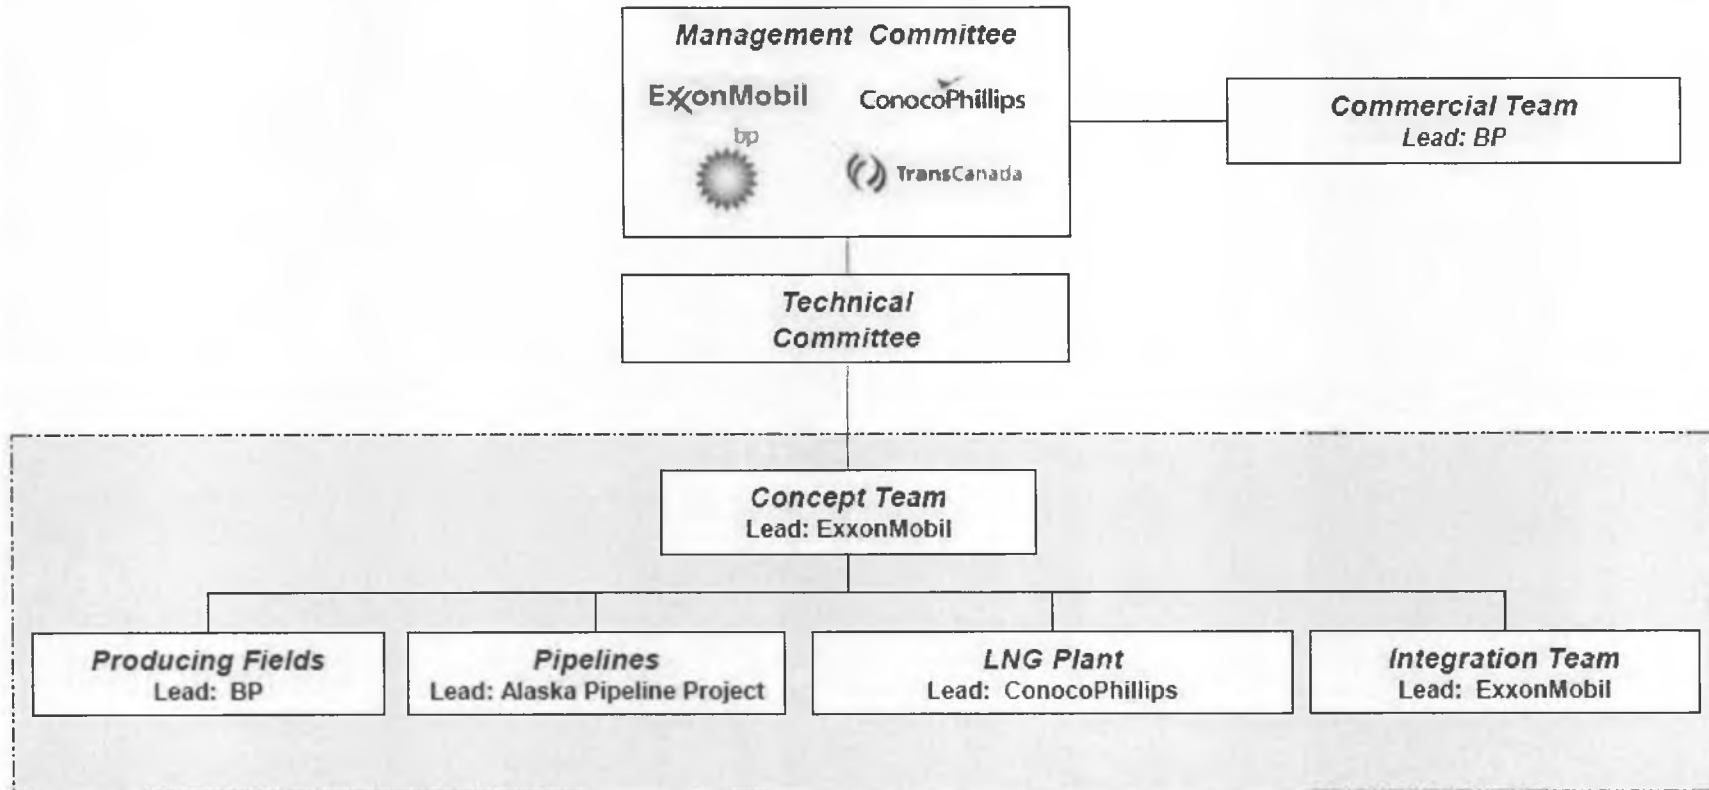 Management Committee
ExxonMobil
ConocoPhillips
bp
TransCanada
Commercial Team
Lead: BP
Technical
Committee
Concept Team
Lead: ExxonMobil
Producing Fields
Lead: BP
Pipelines
Lead: Alaska Pipeline Project
LNG Plant
Lead: ConocoPhillips
Integration Team
Lead: ExxonMobil